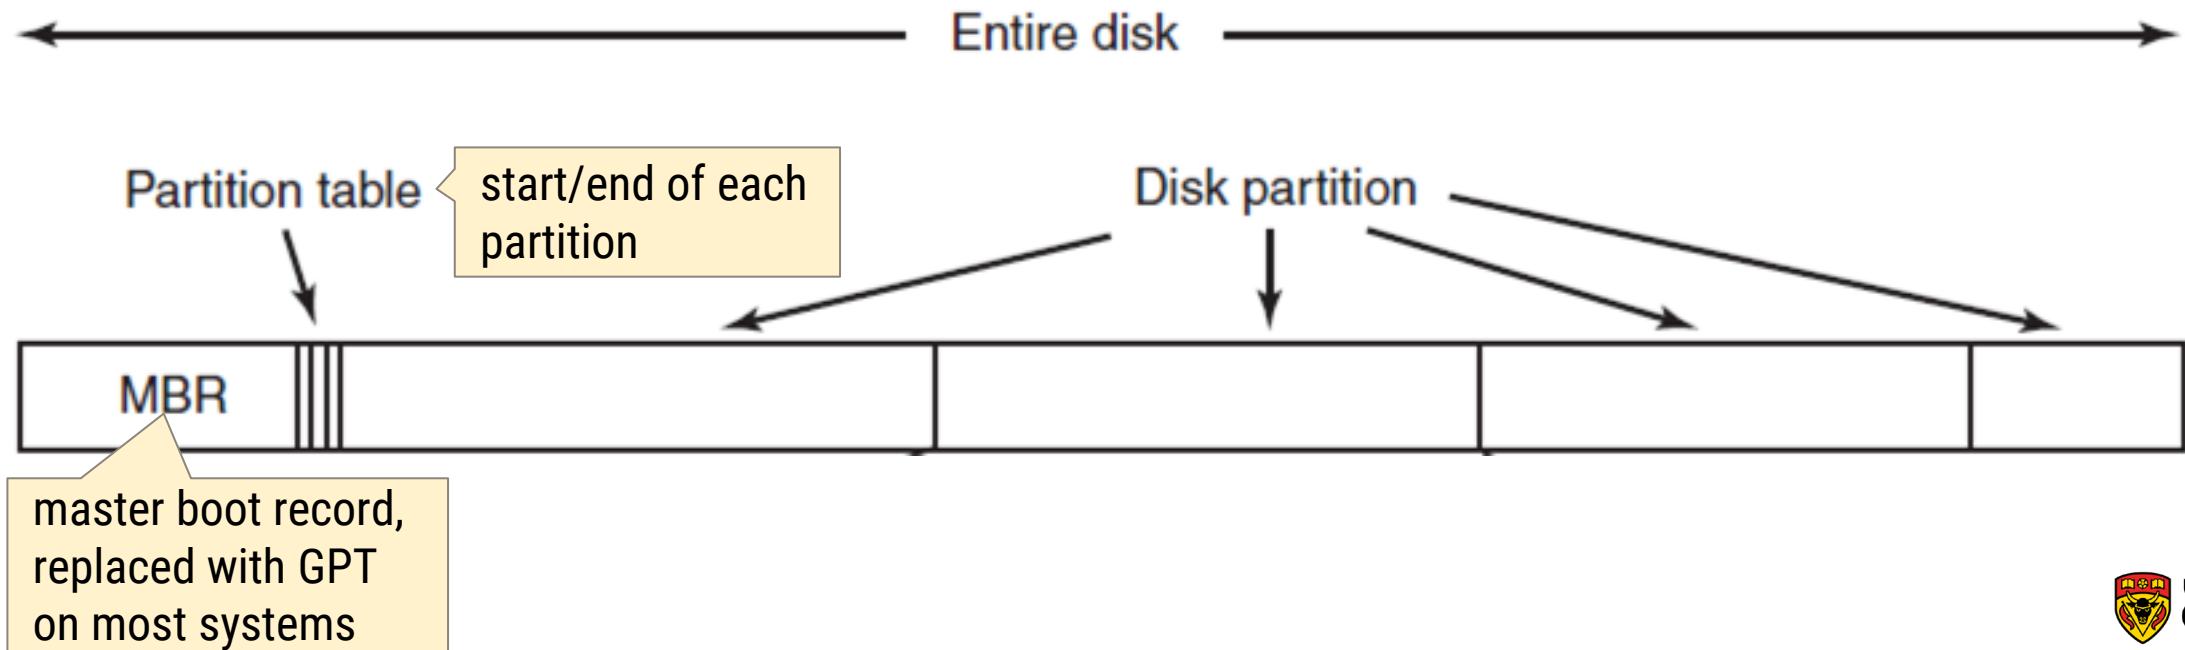 Entire disk
Partition table
start/end of each
partition
Disk partition
MBR
master boot record,
replaced with GPT
on most systems